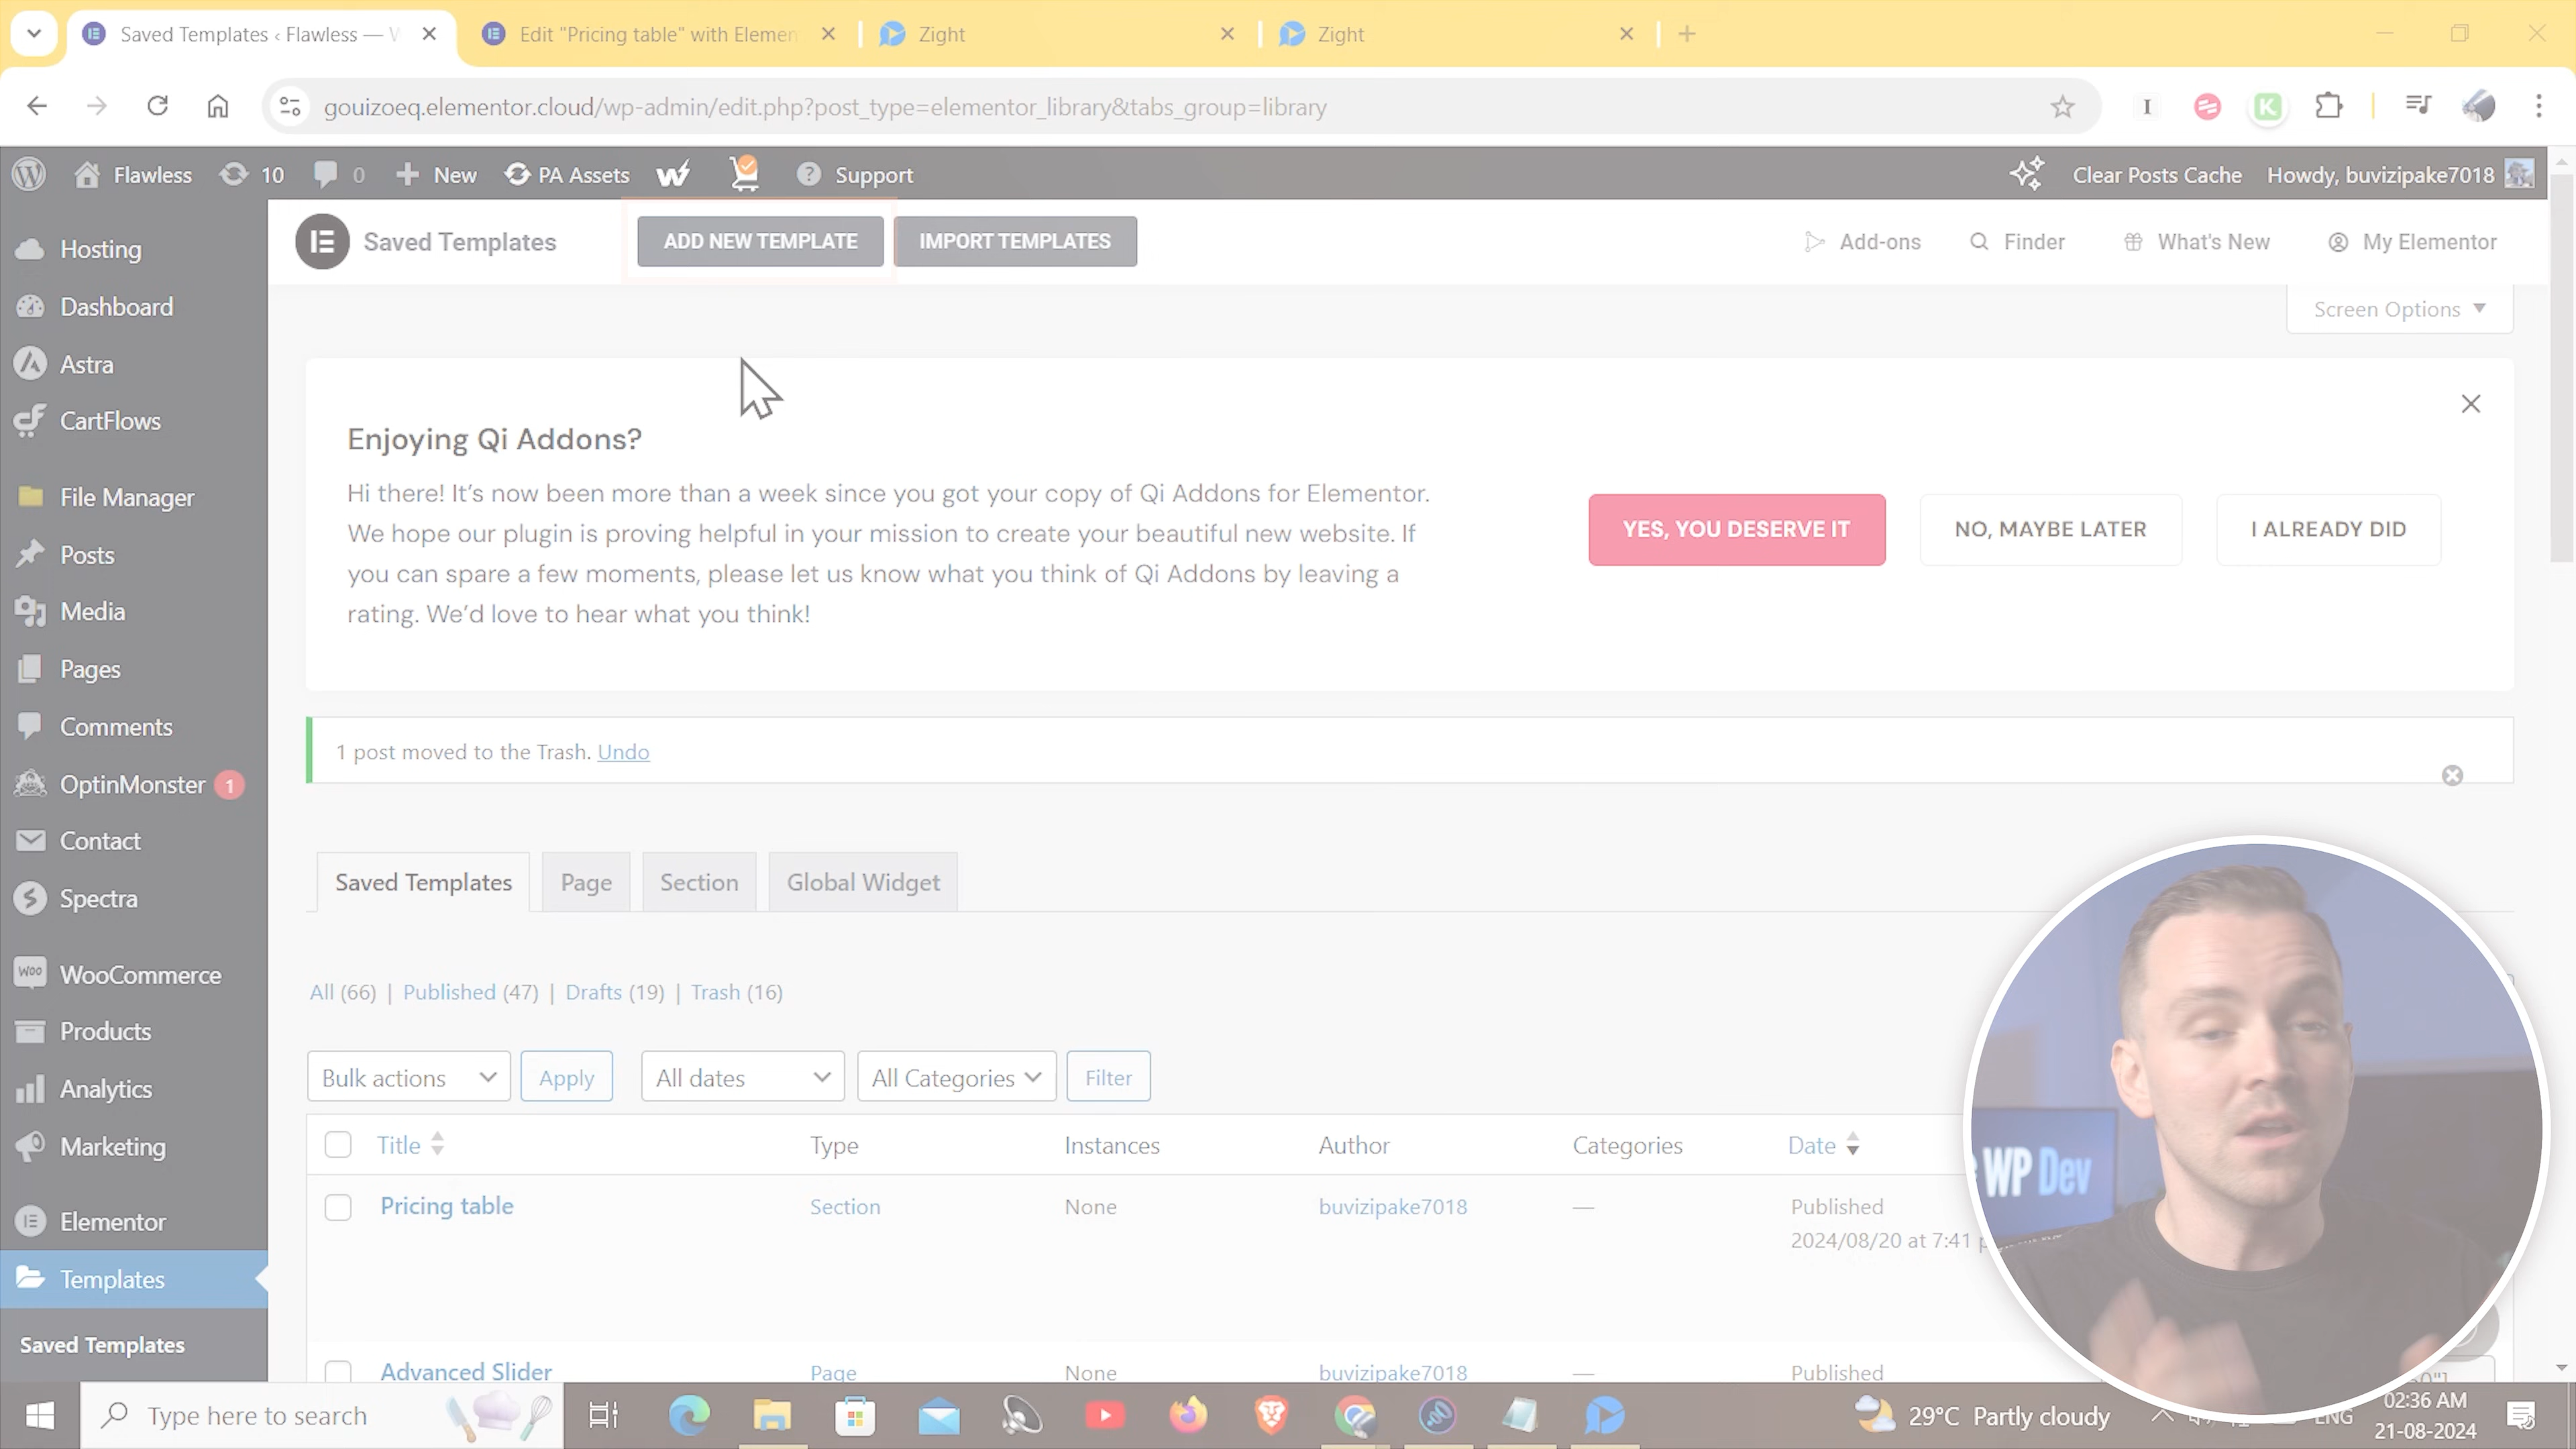 Saved Templates ‹ Flawless — W
Edit "Pricing table" with Elemen
Zight
Zight
gouizoeq.elementor.cloud/wp-admin/edit.php?post_type=elementor_library&tabs_group=library
Flawless
10
0
New
PA Assets
Support
Clear Posts Cache
Howdy, buvizipake7018
Hosting
Dashboard
Astra
CartFlows
File Manager
Posts
Media
Pages
Comments
OptinMonster 1
Contact
Spectra
WooCommerce
Products
Analytics
Marketing
Elementor
Templates
Saved Templates
Saved Templates
ADD NEW TEMPLATE
IMPORT TEMPLATES
Add-ons
Finder
What's New
My Elementor
Screen Options
Enjoying Qi Addons?
Hi there! It's now been more than a week since you got your copy of Qi Addons for Elementor.
We hope our plugin is proving helpful in your mission to create your beautiful new website. If
you can spare a few moments, please let us know what you think of Qi Addons by leaving a
rating. We'd love to hear what you think!
YES, YOU DESERVE IT
NO, MAYBE LATER
I ALREADY DID
1 post moved to the Trash. Undo
Saved Templates
Page
Section
Global Widget
All (66) | Published (47) | Drafts (19) | Trash (16)
Bulk actions
Apply
All dates
All Categories
Filter
Title
Type
Instances
Author
Categories
Date
Pricing table
Section
None
buvizipake7018
—
Published
2024/08/20 at 7:41 p
Advanced Slider
Page
None
buvizipake7018
—
Published
WP Dev
Type here to search
29°C Partly cloudy
ENG
02:36 AM
21-08-2024